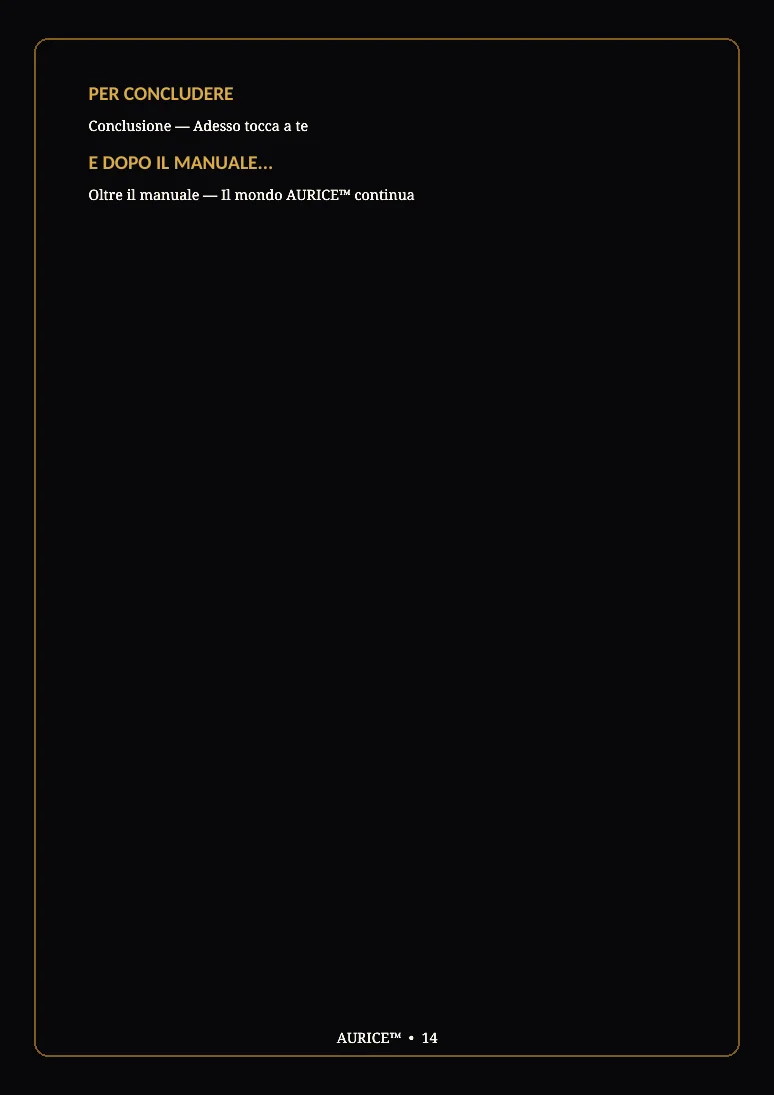 PER CONCLUDERE
Conclusione — Adesso tocca a te
E DOPO IL MANUALE...
Oltre il manuale — Il mondo AURICE™ continua
AURICE™ • 14